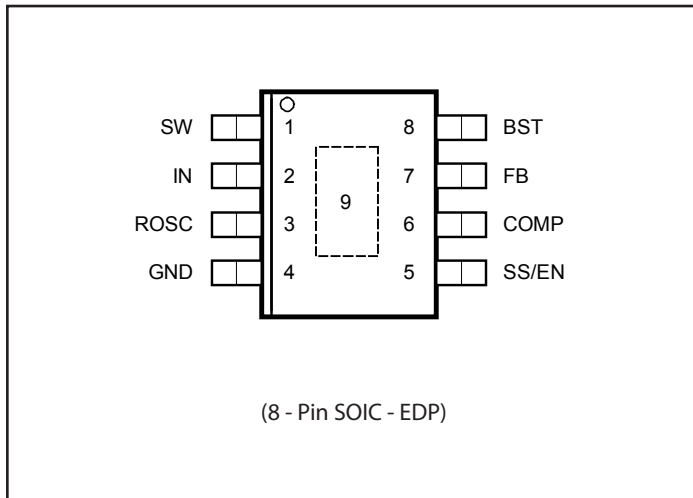 SW 1 8 BST
IN 2 7 FB
9
ROSC 3 6 COMP
GND 4 5 SS/EN
(8 - Pin SOIC - EDP)